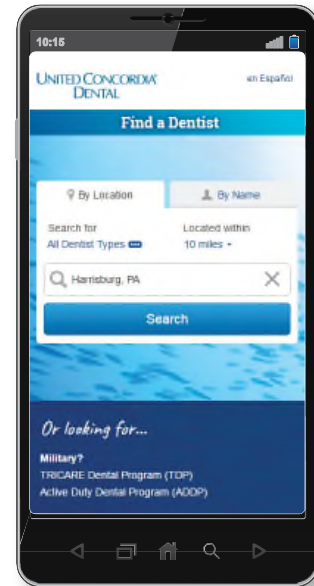 10:15
UNITED CONCORDIA®
DENTAL
en Español
Find a Dentist
By Location
By Name
Search for
Located within
All Dentist Types
10 miles
Harrisburg, PA
Search
Or looking for...
Military?
TRICARE Dental Program (TDP)
Active Duty Dental Program (ADDP)